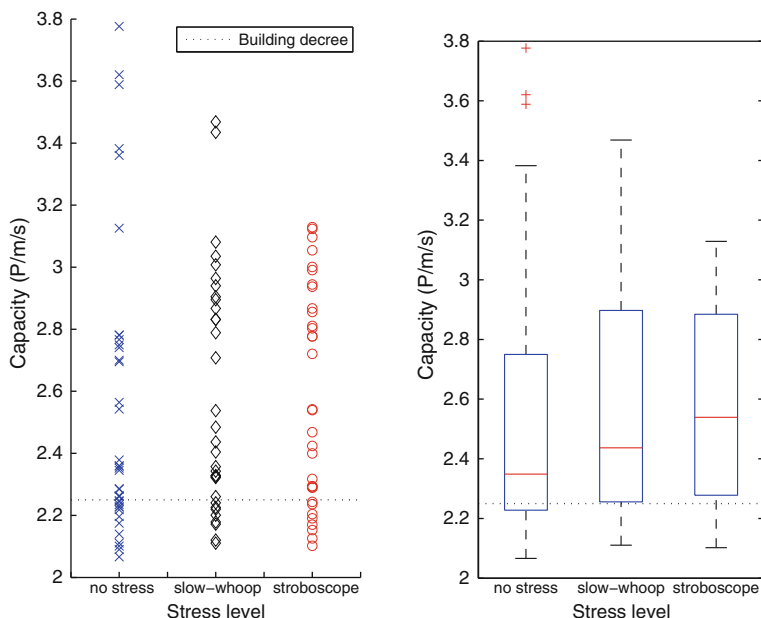 Building decree
3.8
3.6
3.4
3.2
3
2.8
2.6
2.4
2.2
2
Capacity (P/m/s)
no stress
slow−whoop
stroboscope
Stress level
3.8
3.6
3.4
3.2
3
2.8
2.6
2.4
2.2
2
Capacity (P/m/s)
no stress
slow−whoop
stroboscope
Stress level